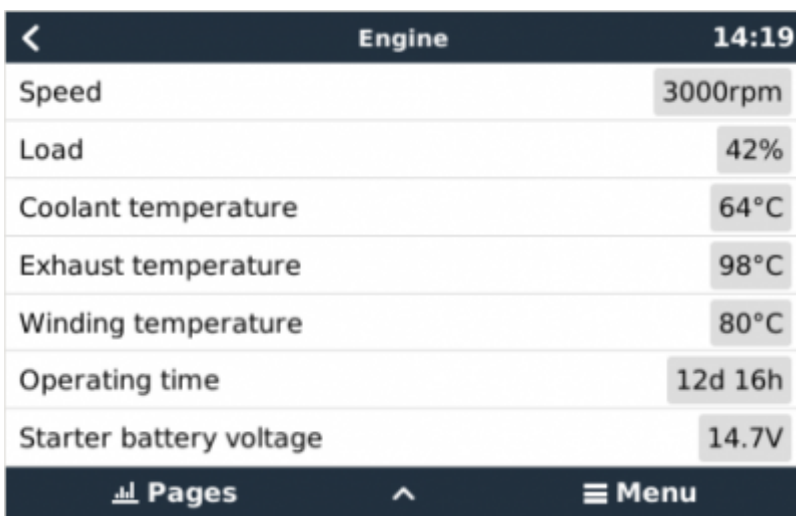 Engine 14:19
Speed 3000rpm
Load 42%
Coolant temperature 64°C
Exhaust temperature 98°C
Winding temperature 80°C
Operating time 12d 16h
Starter battery voltage 14.7V
Pages Menu